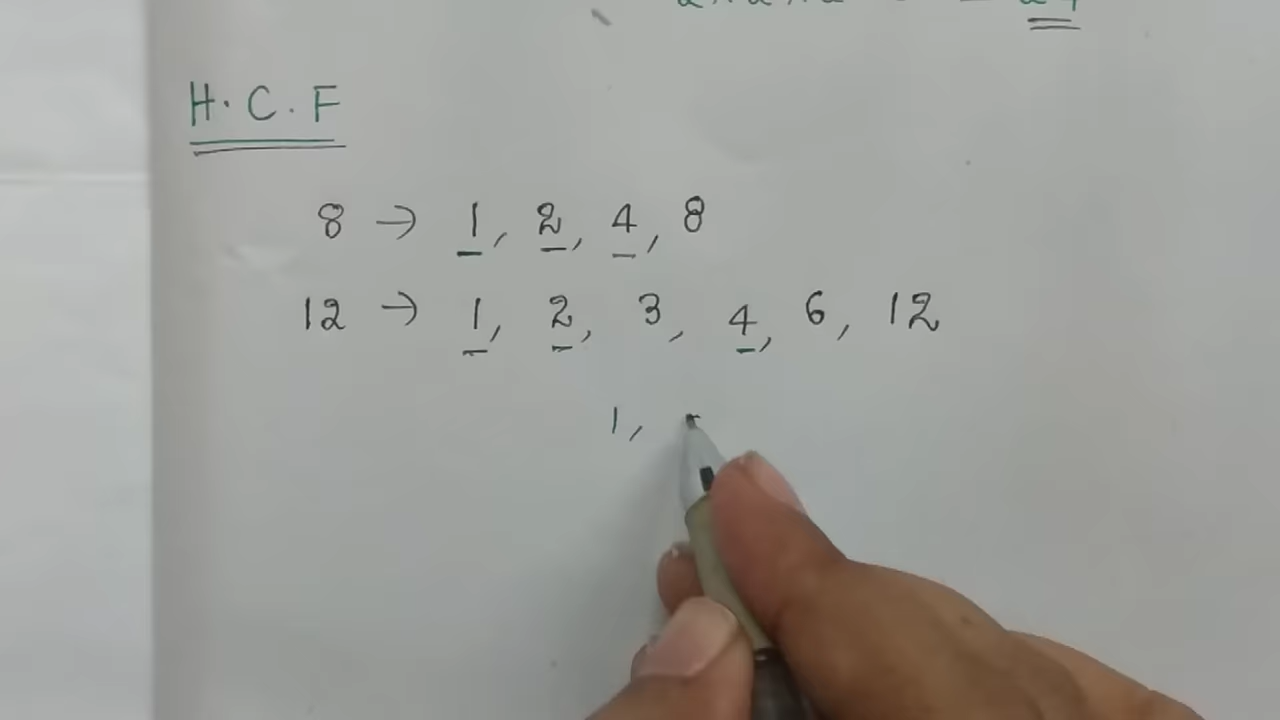 H.C.F
8 → 1, 2, 4, 8
12 → 1, 2, 3, 4, 6, 12
1,